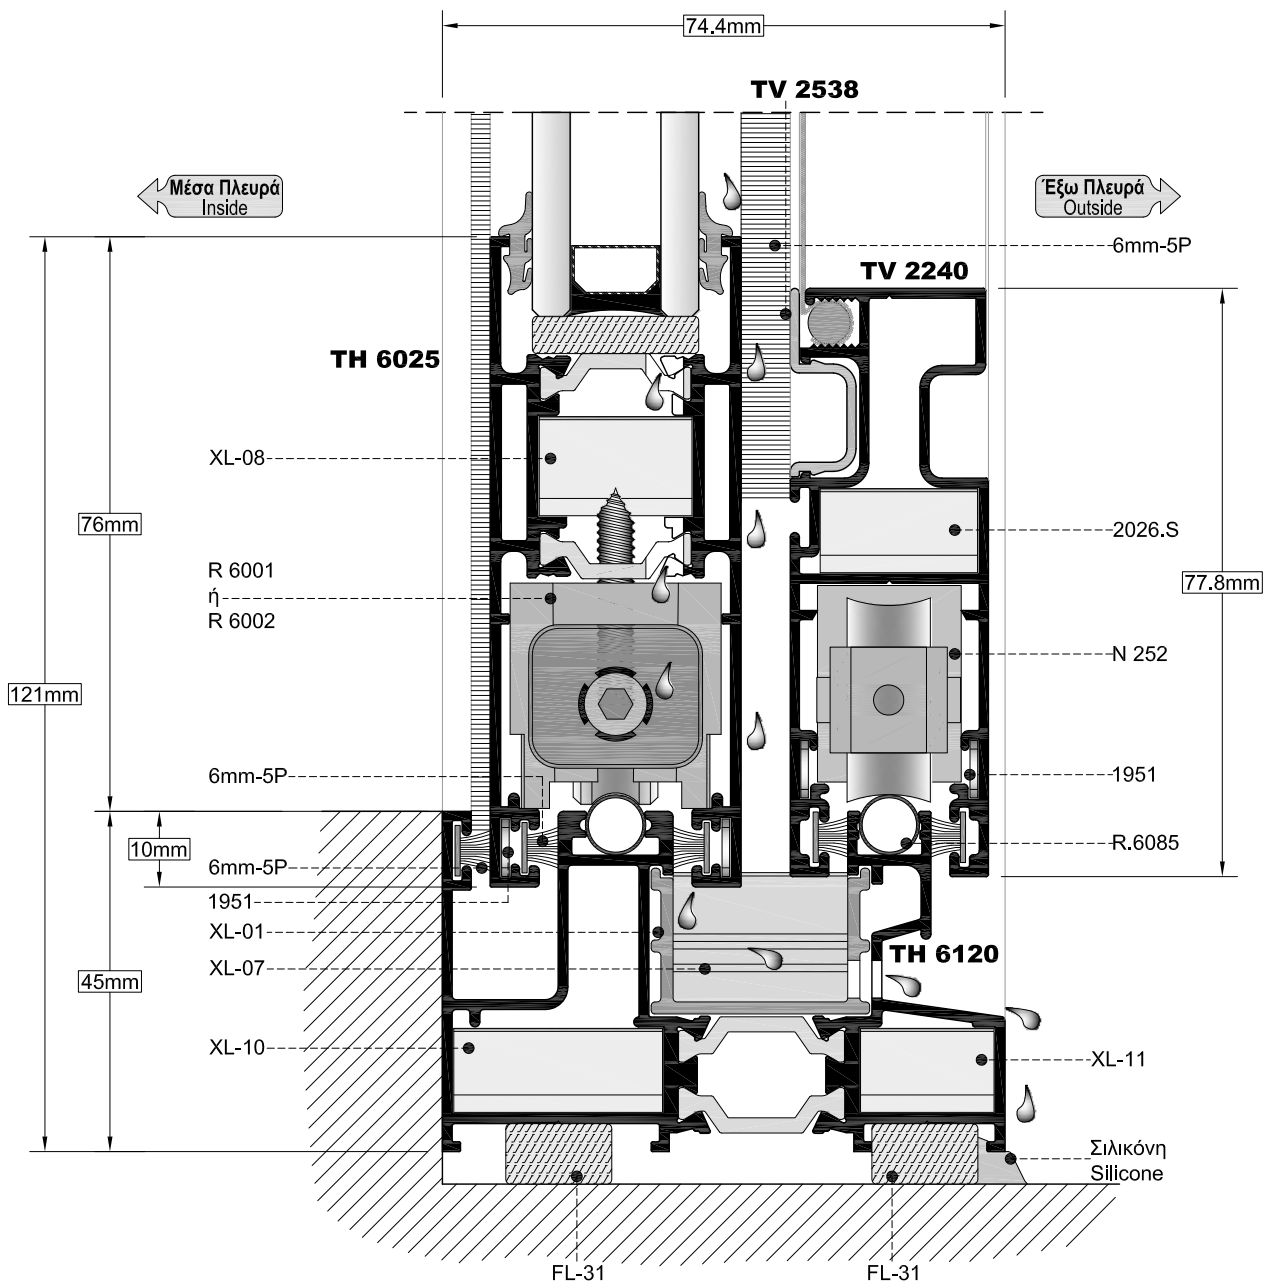 74.4mm
TV 2538
Μέσα Πλευρά
Inside
Έξω Πλευρά
Outside
6mm-5P
TV 2240
TH 6025
XL-08
76mm
2026.S
R 6001
ή
R 6002
77.8mm
N 252
121mm
6mm-5P
1951
10mm
R.6085
6mm-5P
1951
XL-01
TH 6120
XL-07
45mm
XL-10
XL-11
Σιλικόνη
Silicone
FL-31
FL-31